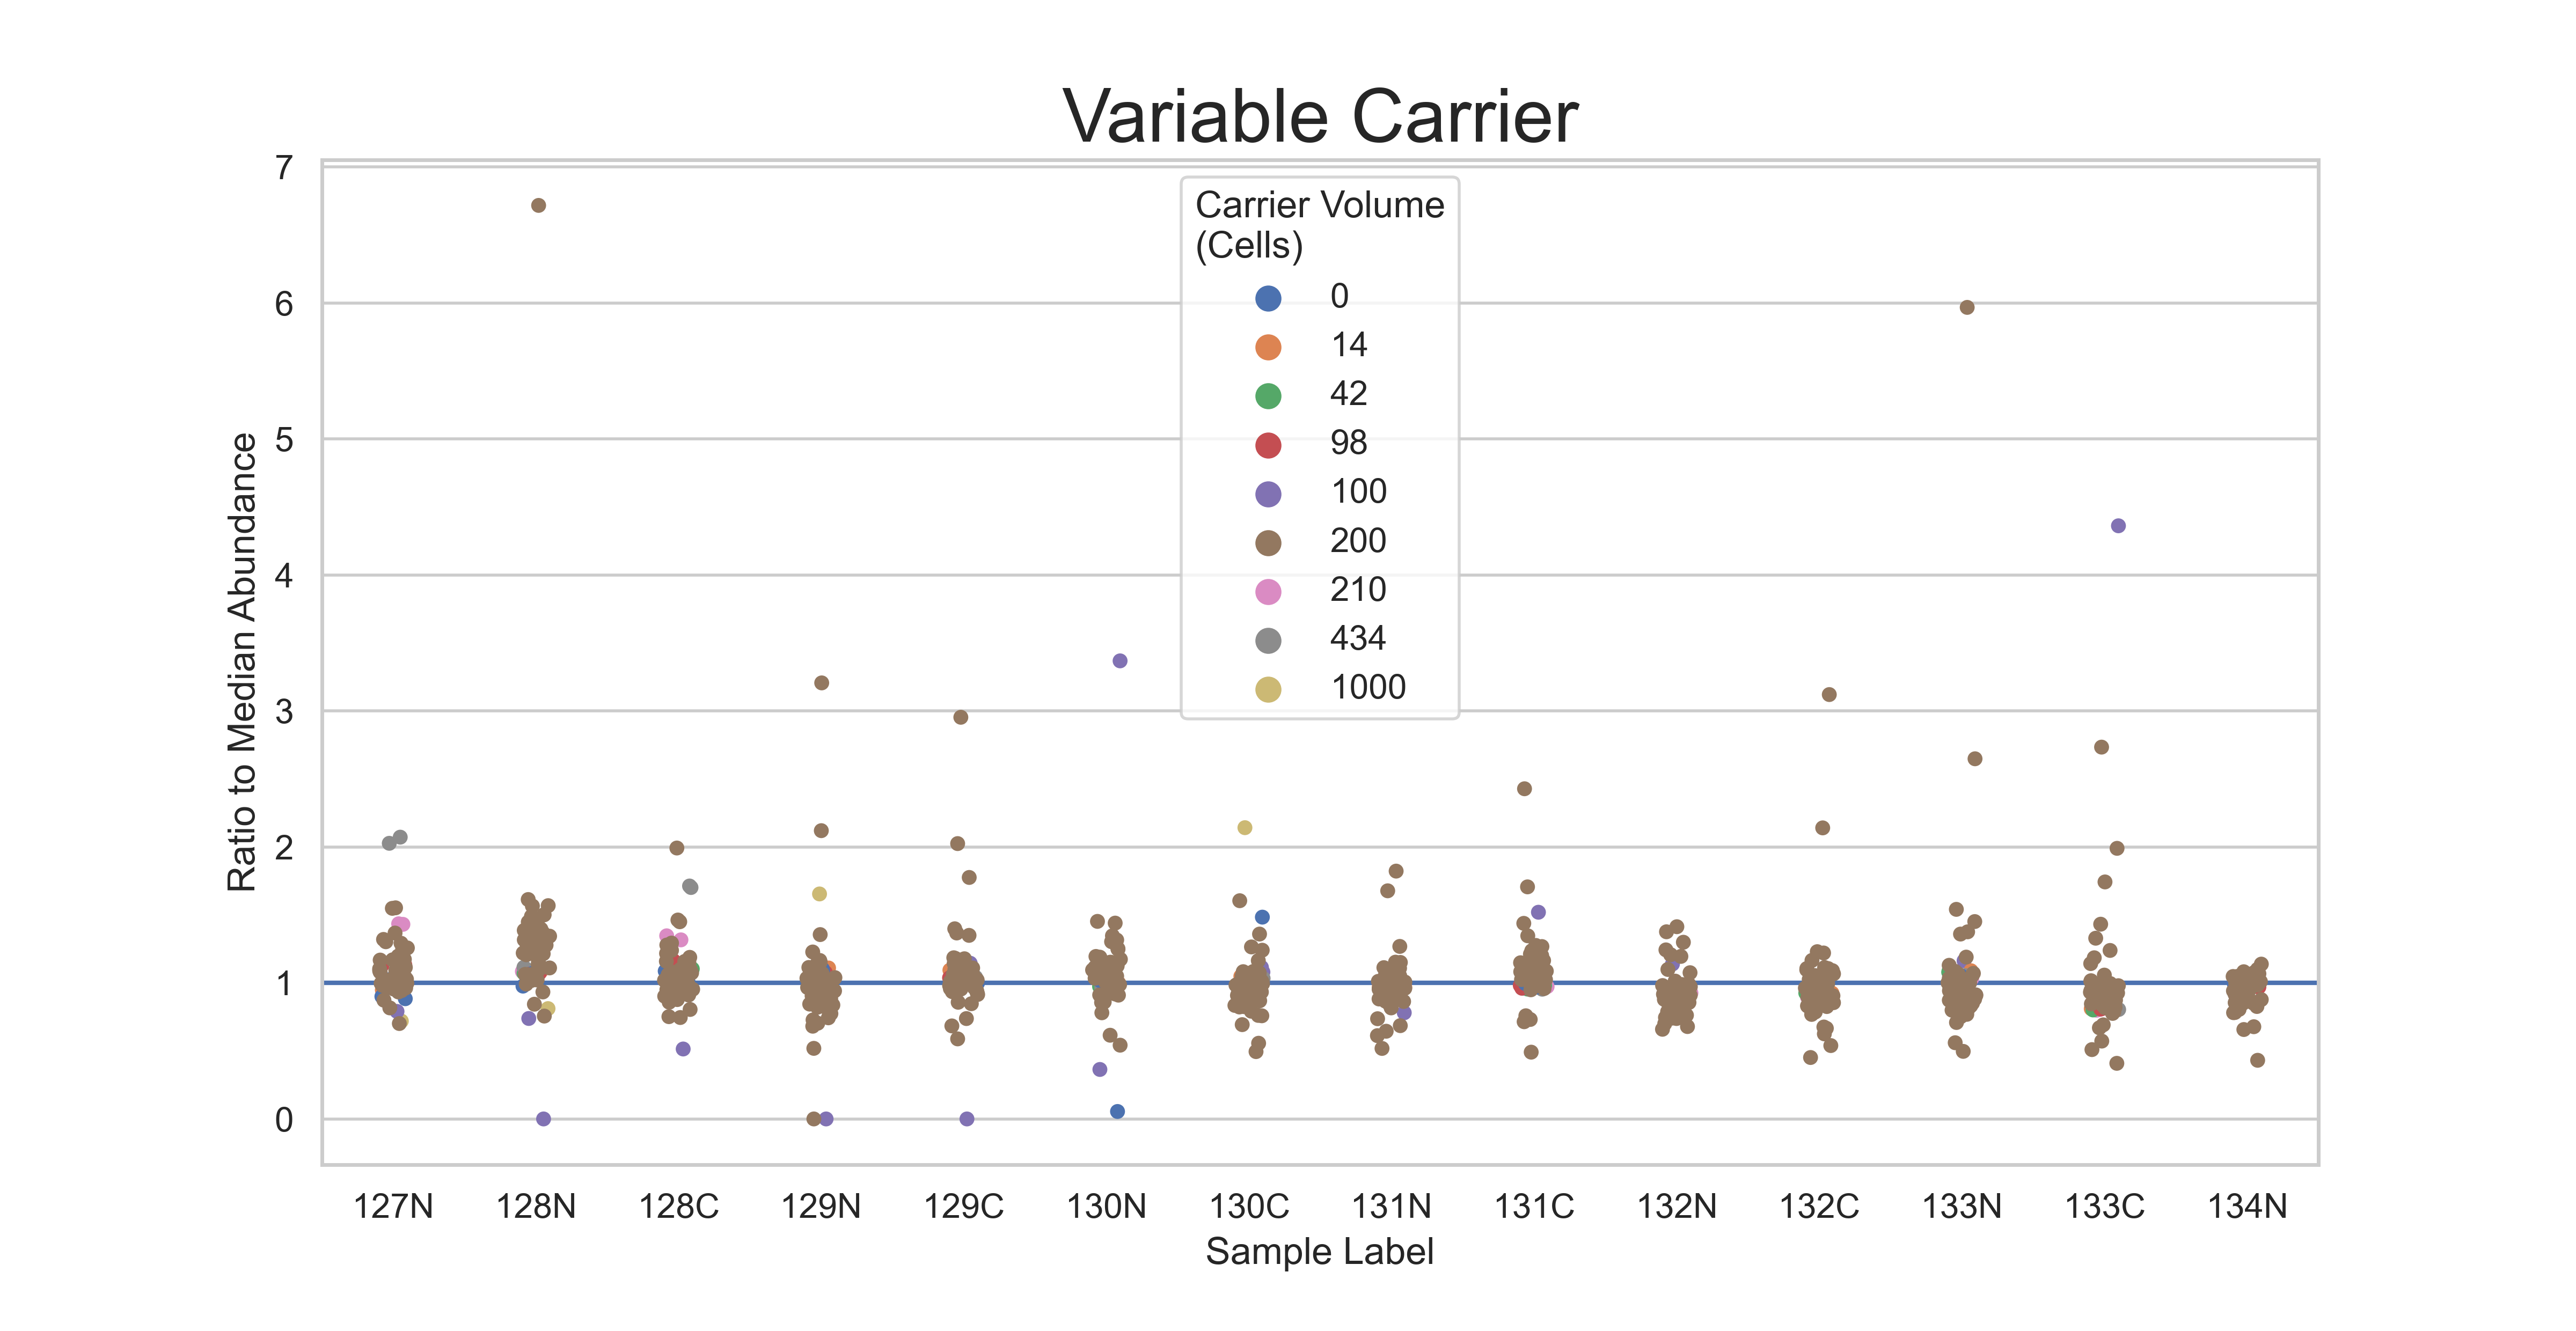 Variable Carrier
Carrier Volume
(Cells)
0
14
42
98
100
200
210
434
1000
Ratio to Median Abundance
7
6
5
4
3
2
1
0
127N 128N 128C 129N 129C 130N 130C 131N 131C 132N 132C 133N 133C 134N
Sample Label